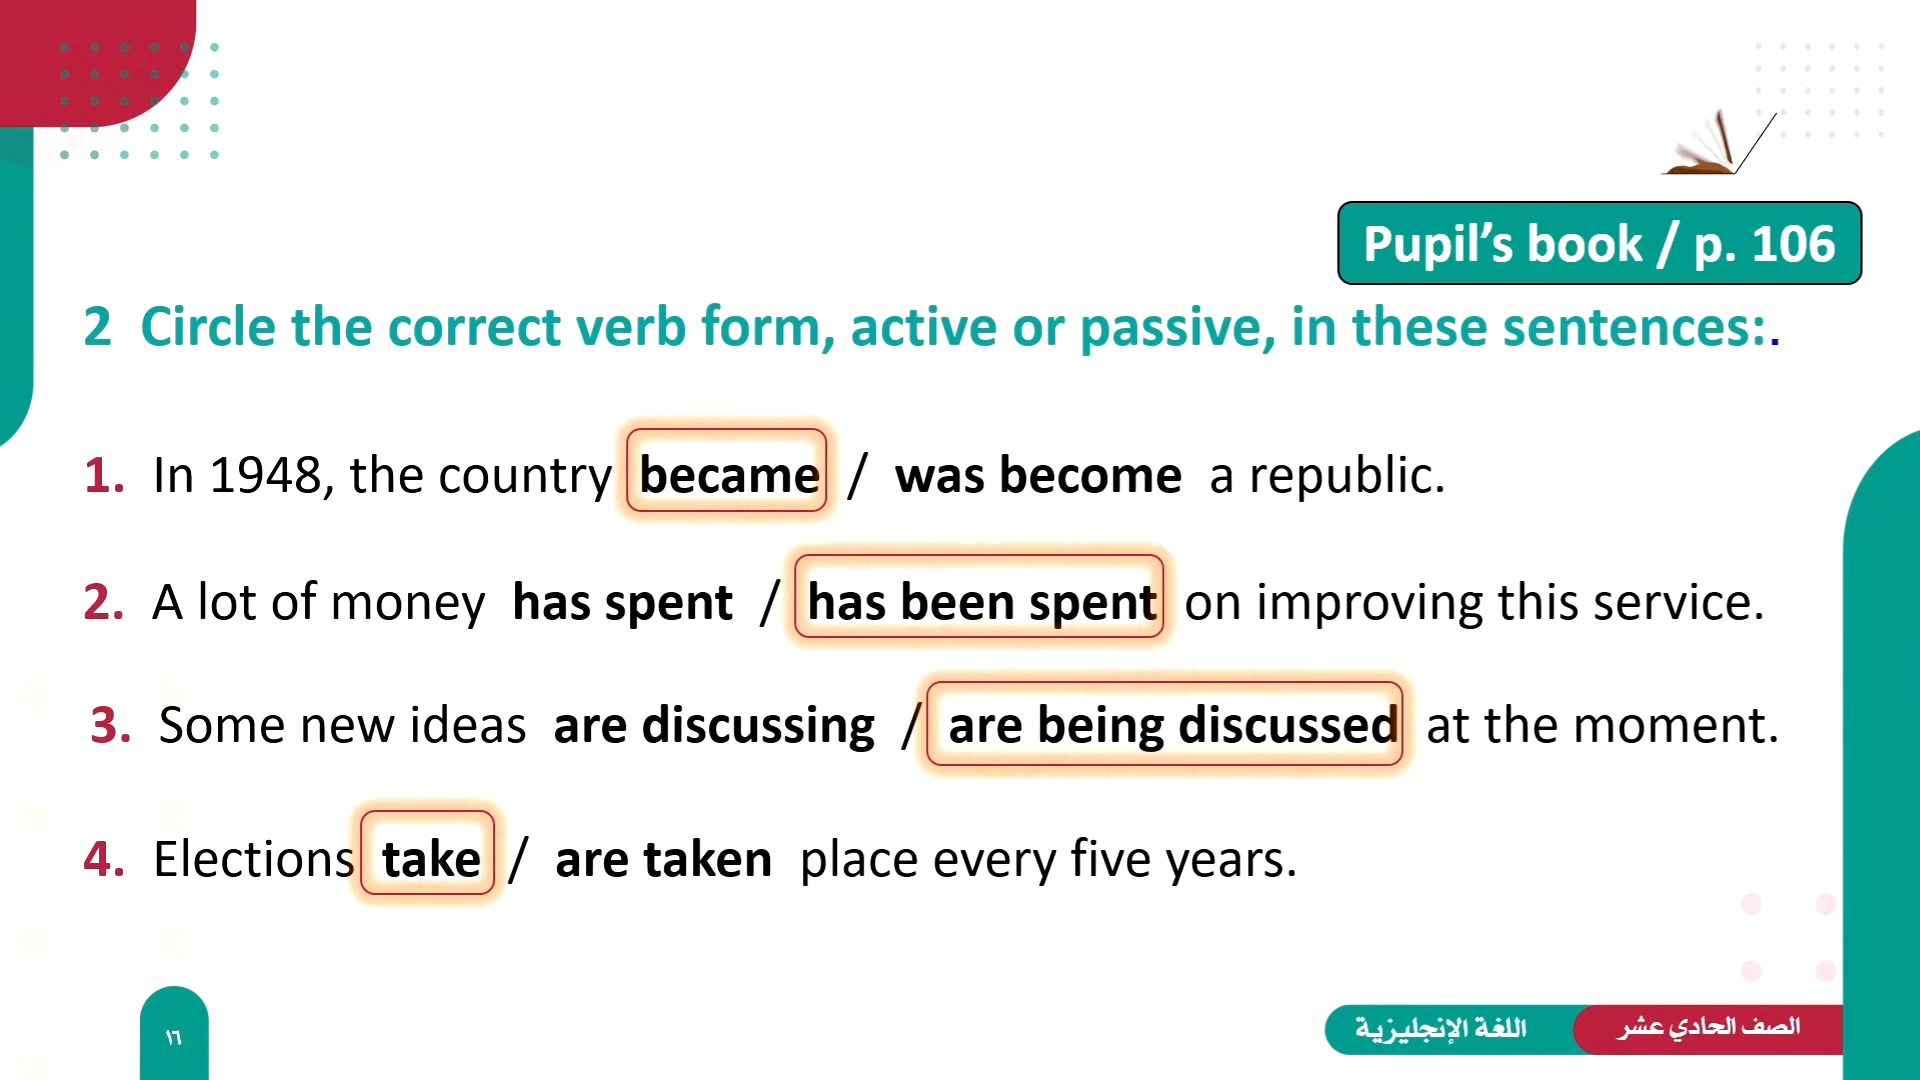 Pupil’s book / p. 106
2 Circle the correct verb form, active or passive, in these sentences:.
1. In 1948, the country became / was become a republic.
2. A lot of money has spent / has been spent on improving this service.
3. Some new ideas are discussing / are being discussed at the moment.
4. Elections take / are taken place every five years.
١٦
الصف الحادي عشر
اللغة الإنجليزية